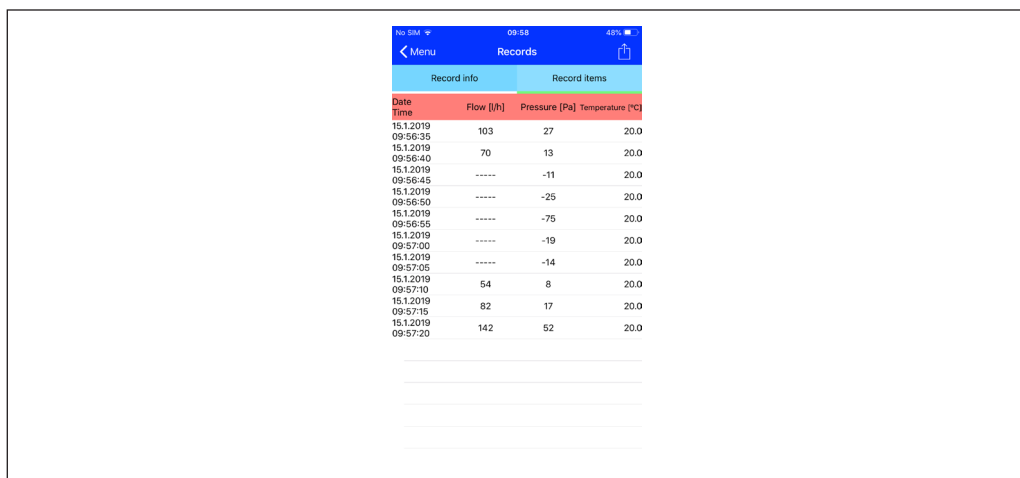 No SIM 09:58 48%
Menu Records
Record info Record items
Date
Time Flow [l/h] Pressure [Pa] Temperature [°C]
15.1.2019
09:56:35 103 27 20.0
15.1.2019
09:56:40 70 13 20.0
15.1.2019
09:56:45 ----- -11 20.0
15.1.2019
09:56:50 ----- -25 20.0
15.1.2019
09:56:55 ----- -75 20.0
15.1.2019
09:57:00 ----- -19 20.0
15.1.2019
09:57:05 ----- -14 20.0
15.1.2019
09:57:10 54 8 20.0
15.1.2019
09:57:15 82 17 20.0
15.1.2019
09:57:20 142 52 20.0